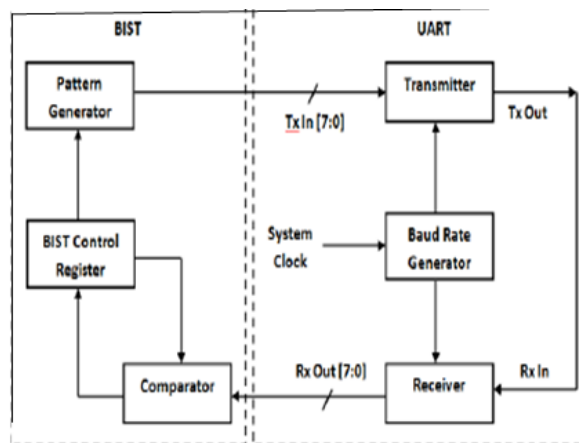 BIST
UART
Pattern
Generator
Transmitter
Tx In [7:0]
Tx Out
BIST Control
Register
System
Clock
Baud Rate
Generator
Comparator
Rx Out [7:0]
Receiver
Rx In